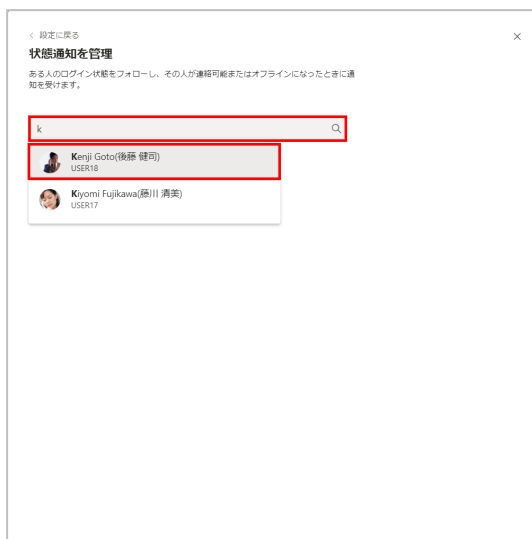 < 設定に戻る
状態通知を管理
ある人のログイン状態をフォローし、その人が連絡可能またはオフラインになったときに通
知を受けます。
k
Kenji Goto(後藤 健司)
USER18
Kiyomi Fujikawa(藤川 清美)
USER17